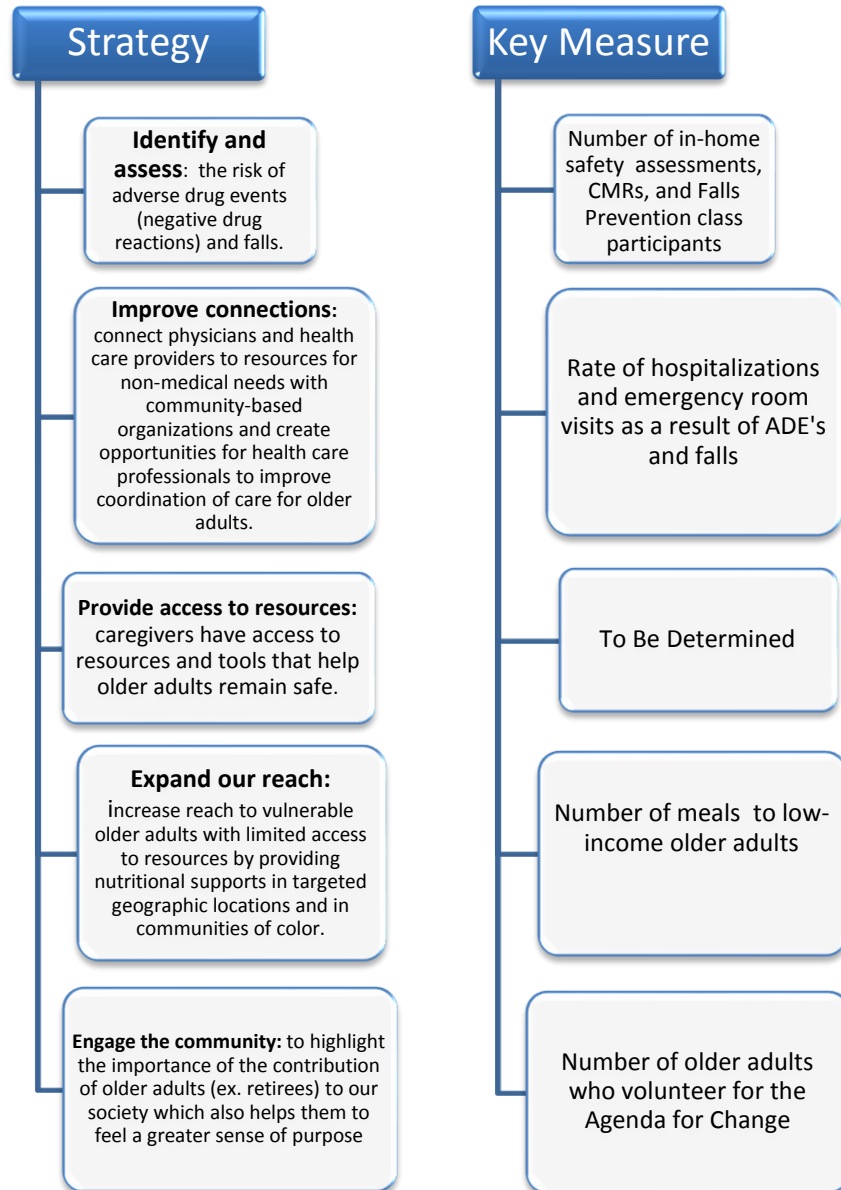 Strategy
Identify and
assess: the risk of
adverse drug events
(negative drug
reactions) and falls.
Improve connections:
connect physicians and health
care providers to resources for
non-medical needs with
community-based
organizations and create
opportunities for health care
professionals to improve
coordination of care for older
adults.
Provide access to resources:
caregivers have access to
resources and tools that help
older adults remain safe.
Expand our reach:
increase reach to vulnerable
older adults with limited access
to resources by providing
nutritional supports in targeted
geographic locations and in
communities of color.
Engage the community: to highlight
the importance of the contribution
of older adults (ex. retirees) to our
society which also helps them to
feel a greater sense of purpose
Key Measure
Number of in-home
safety assessments,
CMRs, and Falls
Prevention class
participants
Rate of hospitalizations
and emergency room
visits as a result of ADE's
and falls
To Be Determined
Number of meals to low-
income older adults
Number of older adults
who volunteer for the
Agenda for Change